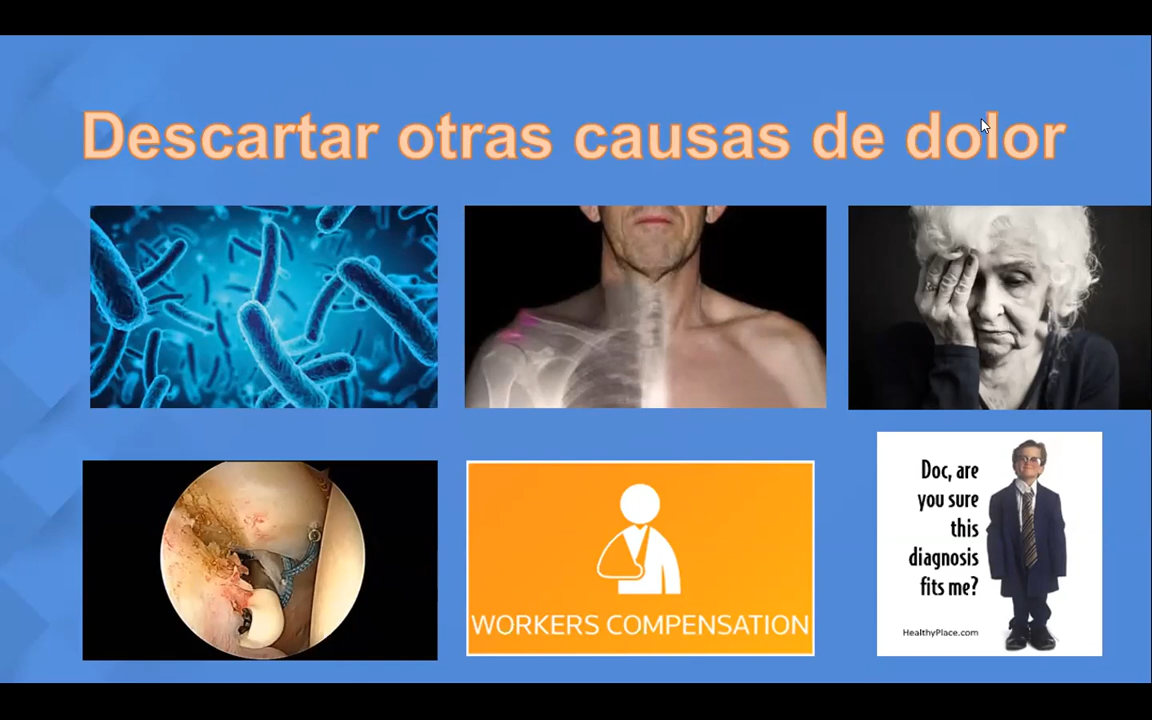 Descartar otras causas de dolor
WORKERS COMPENSATION
Doc, are
you sure
this
diagnosis
fits me?
HealthyPlace.com